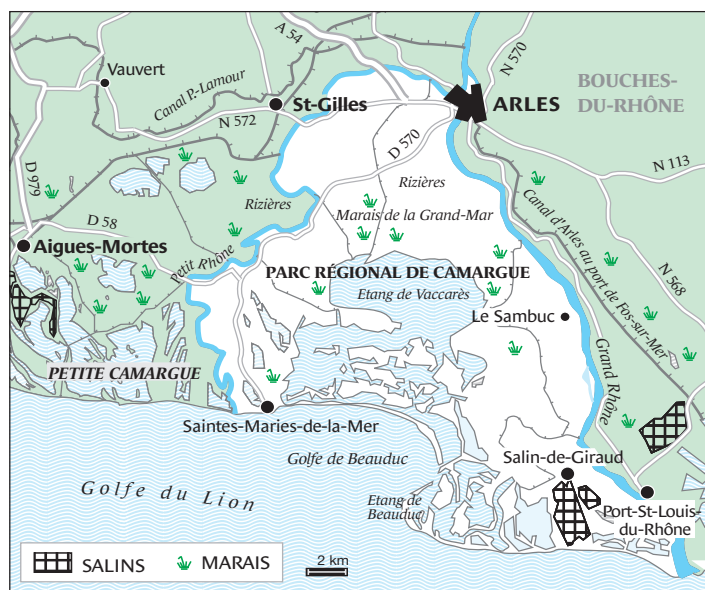 A 54
N 570
Vauvert
Canal P.-Lamour
St-Gilles
ARLES
BOUCHES-
DU-RHÔNE
N 572
D 570
N 113
D 979
Rizières
Rizières
Marais de la Grand-Mar
Canal d'Arles au port de Fos-sur-Mer
D 58
Aigues-Mortes
Petit Rhône
PARC RÉGIONAL DE CAMARGUE
Etang de Vaccarès
N 568
Le Sambuc
Grand Rhône
PETITE CAMARGUE
Saintes-Maries-de-la-Mer
Golfe de Beauduc
Salin-de-Giraud
Golfe du Lion
Etang de
Beauduc
Port-St-Louis-
du-Rhône
SALINS
MARAIS
2 km